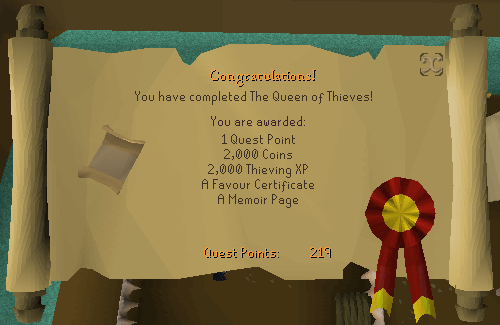 Congratulations!
You have completed The Queen of Thieves!
You are awarded:
1 Quest Point
2,000 Coins
2,000 Thieving XP
A Favour Certificate
A Memoir Page
Quest Points: 219